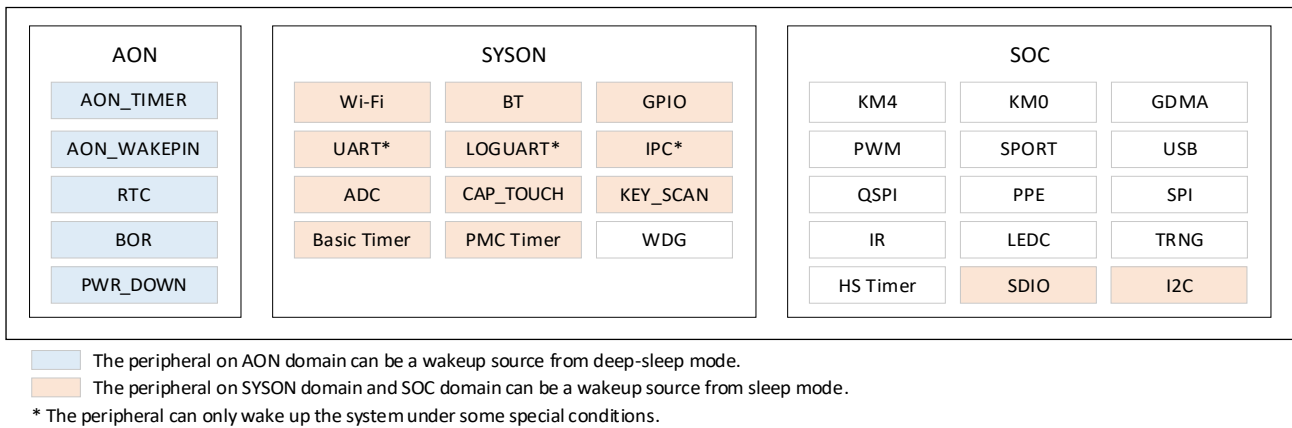 AON SYSON SOC
AON_TIMER Wi-Fi BT GPIO KM4 KM0 GDMA
AON_WAKEPIN UART* LOGUART* IPC* PWM SPORT USB
RTC ADC CAP_TOUCH KEY_SCAN QSPI PPE SPI
BOR Basic Timer PMC Timer WDG IR LEDC TRNG
PWR_DOWN HS Timer SDIO I2C
The peripheral on AON domain can be a wakeup source from deep-sleep mode.
The peripheral on SYSON domain and SOC domain can be a wakeup source from sleep mode.
* The peripheral can only wake up the system under some special conditions.